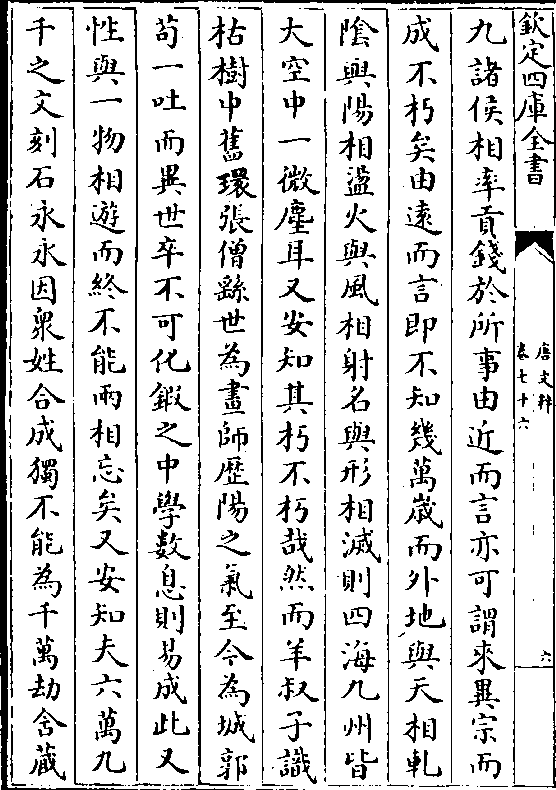 欽定四庫全書
唐文粹
卷七十六
六
九諸侯相率貢錢於所事由近而言亦可謂來異宗而
成不朽矣由遠而言即不知幾萬歲而外地與天相軋
陰與陽相盪火與風相射名與形相滅則四海九州皆
大空中一微塵耳又安知其朽不朽哉然而羊叔子識
枯樹中舊環張僧繇世為畫師歴陽之氣至今為城郭
苟一吐而異世卒不可化鍜之中學數息則易成此又
性與一物相遊而終不能兩相忘矣又安知夫六萬九
千之文刻石永永因衆姓合成獨不能為千萬劫含藏